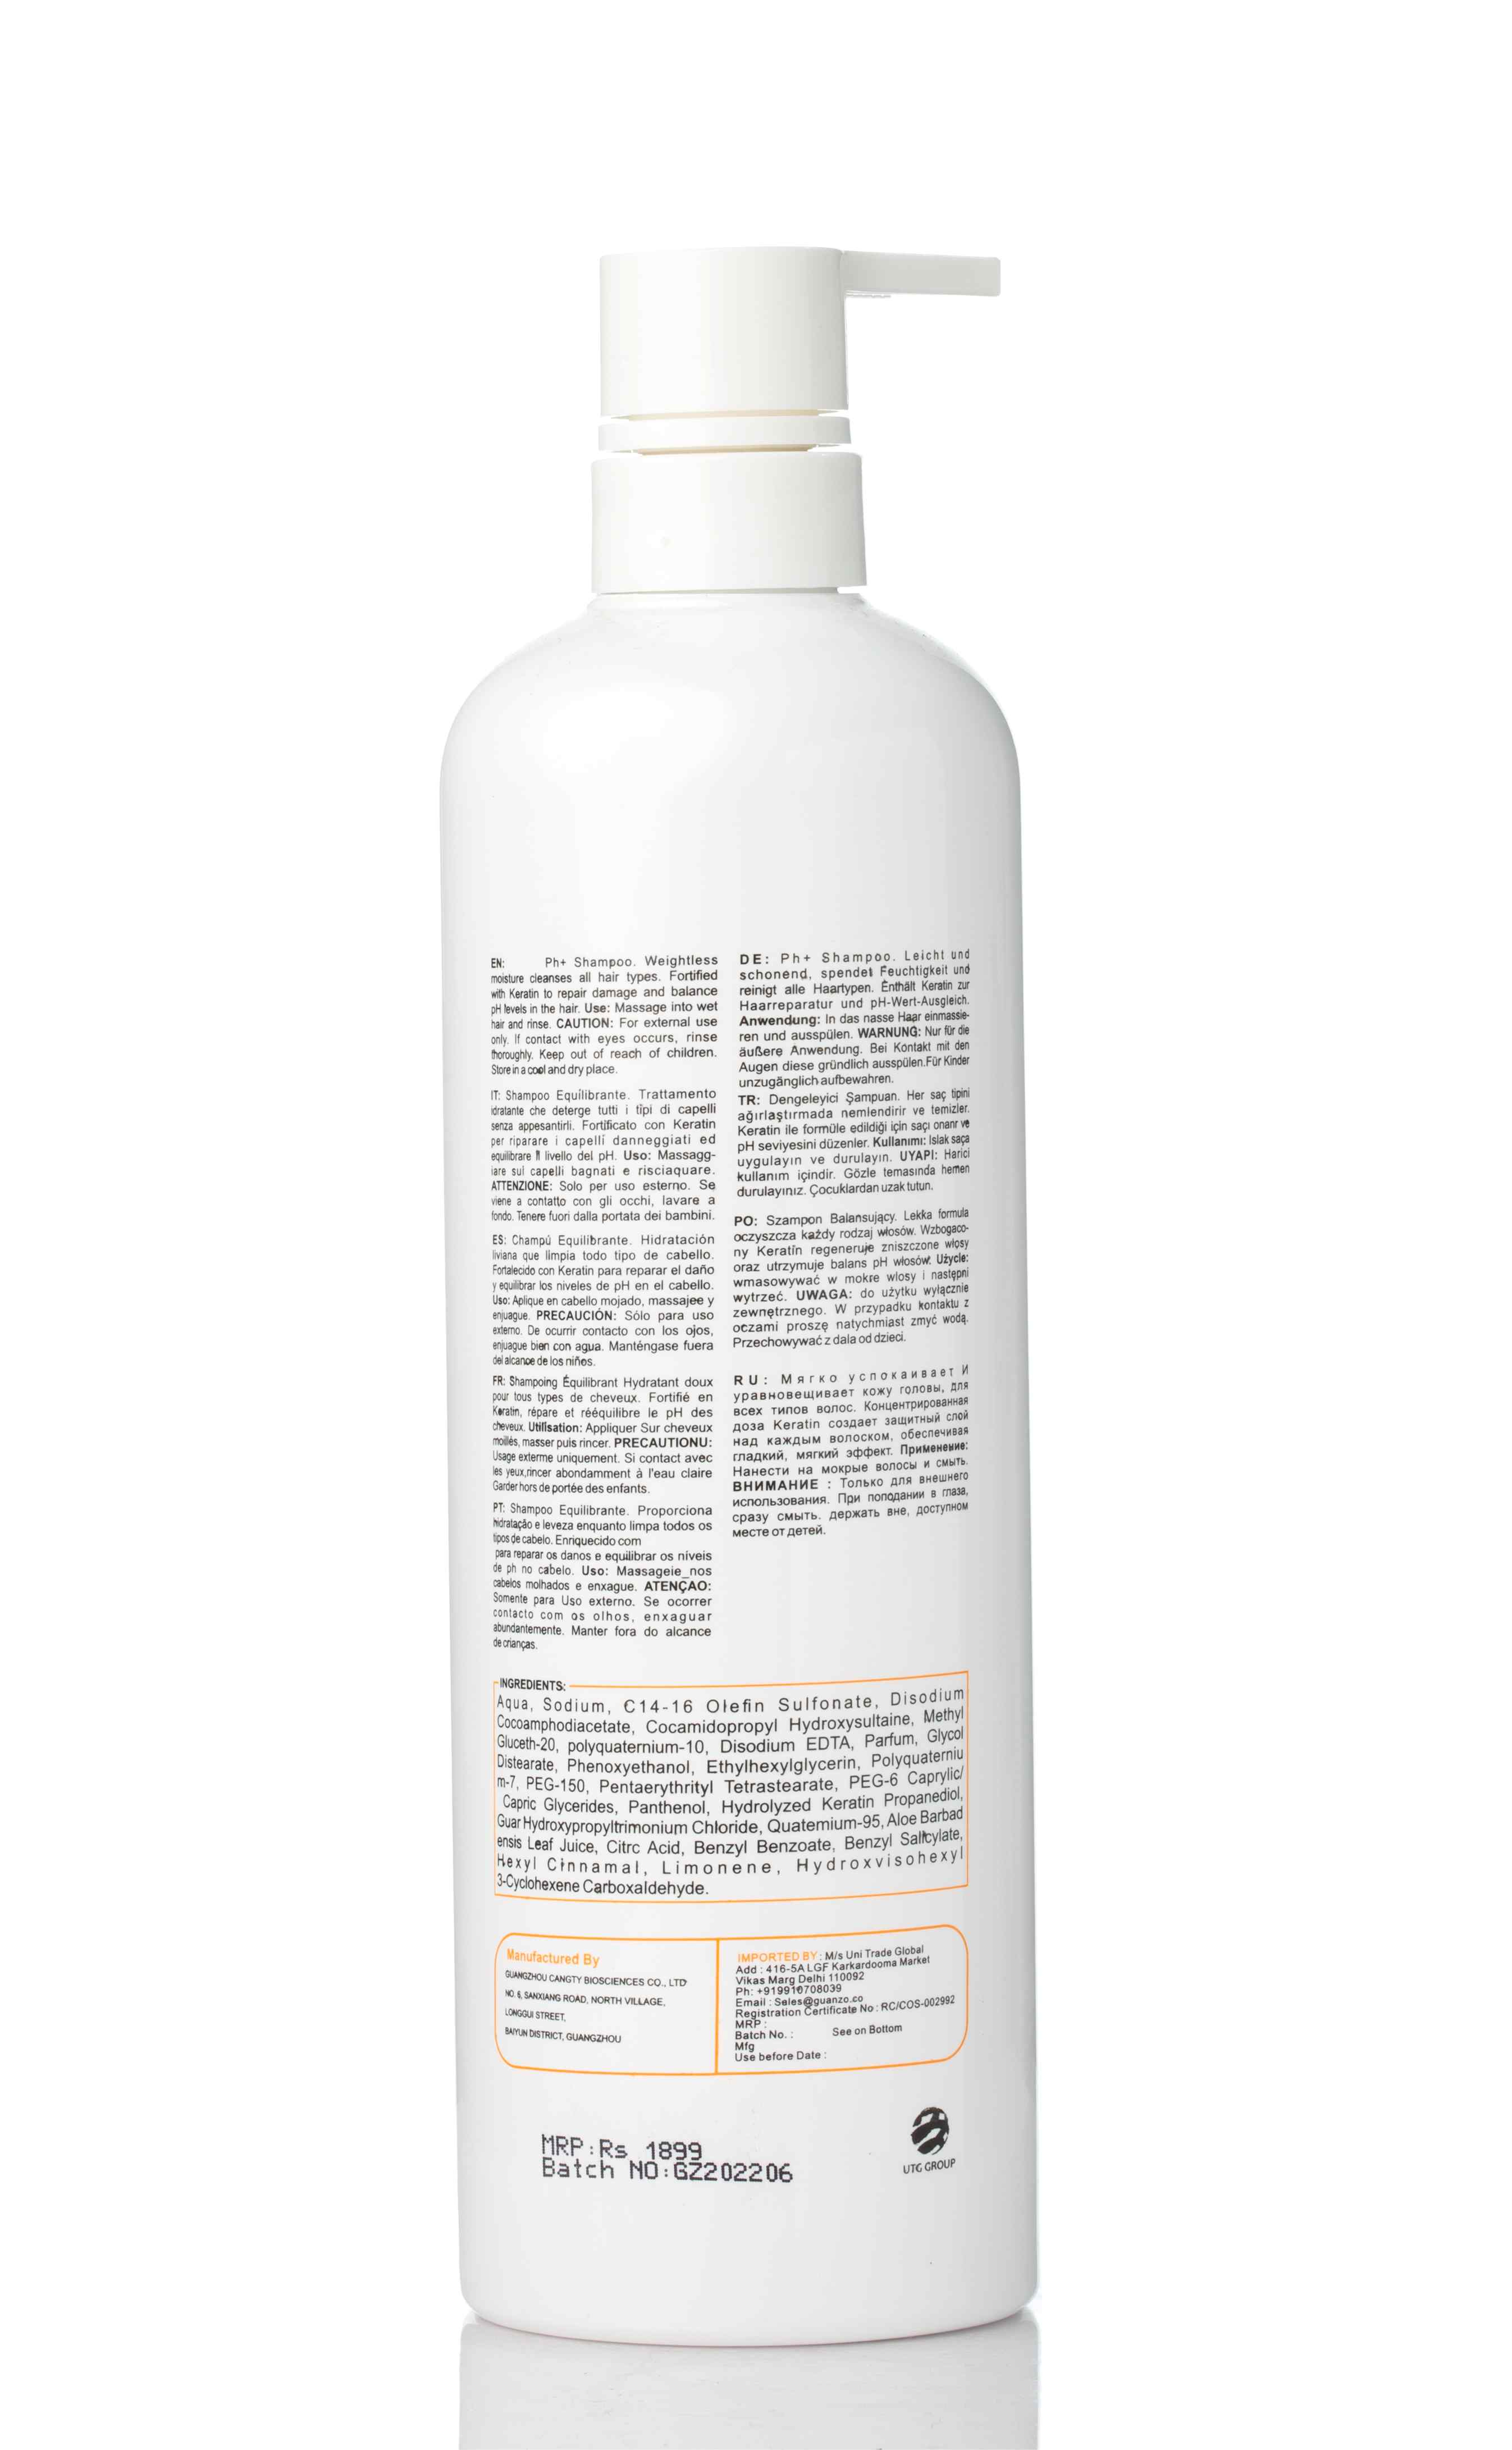 EN: Ph+ Shampoo. Weightless
moisture cleanses all hair types. Fortified
with Keratin to repair damage and balance
pH levels in the hair. Use: Massage into wet
hair and rinse. CAUTION: For external use
only. If contact with eyes occurs, rinse
thoroughly. Keep out of reach of children.
Store in a cool and dry place.
IT: Shampoo Equilibrante. Trattamento
idratante che deterge tutti i tipi di capelli
senza appesantirli. Fortificato con Keratin
per riparare i capelli danneggiati ed
equilibrare Il livello del pH. Uso: Massagg-
iare sui capelli bagnati e risciaquare.
ATTENZIONE: Solo per uso esterno. Se
viene a contatto con gli occhi, lavare a
fondo. Tenere fuori dalla portata dei bambini.
ES: Champú Equilibrante. Hidratación
liviana que limpia todo tipo de cabello.
Fortalecido con Keratin para reparar el daño
y equilibrar los niveles de pH en el cabello.
Uso: Aplique en cabello mojado, massajee y
enjuague. PRECAUCIÓN: Sólo para uso
externo. De ocurrir contacto con los ojos,
enjuague bien con agua. Manténgase fuera
del alcance de los niños.
FR: Shampoing Équilibrant Hydratant doux
pour tous types de cheveux. Fortifié en
Keratin, répare et rééquilibre le pH des
cheveux. Utilisation: Appliquer Sur cheveux
moillés, masser puis rincer. PRECAUTIONU:
Usage exterme uniquement. Si contact avec
les yeux,rincer abondamment à l'eau claire
Garder hors de portée des enfants.
PT: Shampoo Equilibrante. Proporciona
hidratação e leveza enquanto limpa todos os
tipos de cabelo. Enriquecido com
para reparar os danos e equilibrar os níveis
de ph no cabelo. Uso: Massageie_nos
cabelos molhados e enxague. ATENÇAO:
Somente para Uso externo. Se ocorrer
contacto com os olhos, enxaguar
abundantemente. Manter fora do alcance
de crianças.
DE: Ph+ Shampoo. Leicht und
schonend, spendet Feuchtigkeit und
reinigt alle Haartypen. Enthält Keratin zur
Haarreparatur und pH-Wert-Ausgleich.
Anwendung: In das nasse Haar einmassie-
ren und ausspülen. WARNUNG: Nur für die
äußere Anwendung. Bei Kontakt mit den
Augen diese gründlich ausspülen.Für Kinder
unzugänglich aufbewahren.
TR: Dengeleyici Şampuan. Her saç tipini
ağırlaştırmada nemlendirir ve temizler.
Keratin ile formüle edildiği için saçı onarır ve
pH seviyesini düzenler. Kullanımı: Islak saça
uygulayın ve durulayın. UYAPI: Harici
kullanım içindir. Gözle temasında hemen
durulayınız. Çocuklardan uzak tutun.
PO: Szampon Balansujący. Lekka formula
oczyszcza każdy rodzaj włosów. Wzbogaco-
ny Keratin regeneruje zniszczone włosy
oraz utrzymuje balans pH włosów. Użycle:
wmasowywać w mokre wlosy i następni
wytrzeć. UWAGA: do użytku wyłącznie
zewnętrznego. W przypadku kontaktu z
oczami proszę natychmiast zmyć wodą.
Przechowywać z dala od dzieci.
RU: Мягко успокаивает И
уравновещивает кожу головы, для
всех типов волос. Концентрированная
доза Keratin создает защитный слой
над каждым волоском, обеспечивая
гладкий, мягкий эффект. Применение:
Нанести на мокрые волосы и смыть.
ВНИМАНИЕ : Только для внешнего
использования. При поподании в глаза,
сразу смыть. держать вне, доступном
месте от детей.
INGREDIENTS:
Aqua, Sodium, C14-16 Olefin Sulfonate, Disodium
Cocoamphodiacetate, Cocamidopropyl Hydroxysultaine, Methyl
Gluceth-20, polyquaternium-10, Disodium EDTA, Parfum, Glycol
Distearate, Phenoxyethanol, Ethylhexylglycerin, Polyquaterniu
m-7, PEG-150, Pentaerythrityl Tetrastearate, PEG-6 Caprylic/
Capric Glycerides, Panthenol, Hydrolyzed Keratin Propanediol,
Guar Hydroxypropyltrimonium Chloride, Quatemium-95, Aloe Barbad
ensis Leaf Juice, Citrc Acid, Benzyl Benzoate, Benzyl Salicylate,
Hexyl Cinnamal, Limonene, Hydroxvisohexyl
3-Cyclohexene Carboxaldehyde.
Manufactured By
GUANGZHOU CANGTY BIOSCIENCES CO., LTD
NO. 6, SANXIANG ROAD, NORTH VILLAGE,
LONGGUI STREET,
BAIYUN DISTRICT, GUANGZHOU
IMPORTED BY : M/s Uni Trade Global
Add : 416-5A LGF Karkardooma Market
Vikas Marg Delhi 110092
Ph: +919910708039
Email : Sales@guanzo.co
Registration Certificate No : RC/COS-002992
MRP :
Batch No. : See on Bottom
Mfg
Use before Date :
MRP:Rs 1899
Batch NO:GZ202206
UTG GROUP